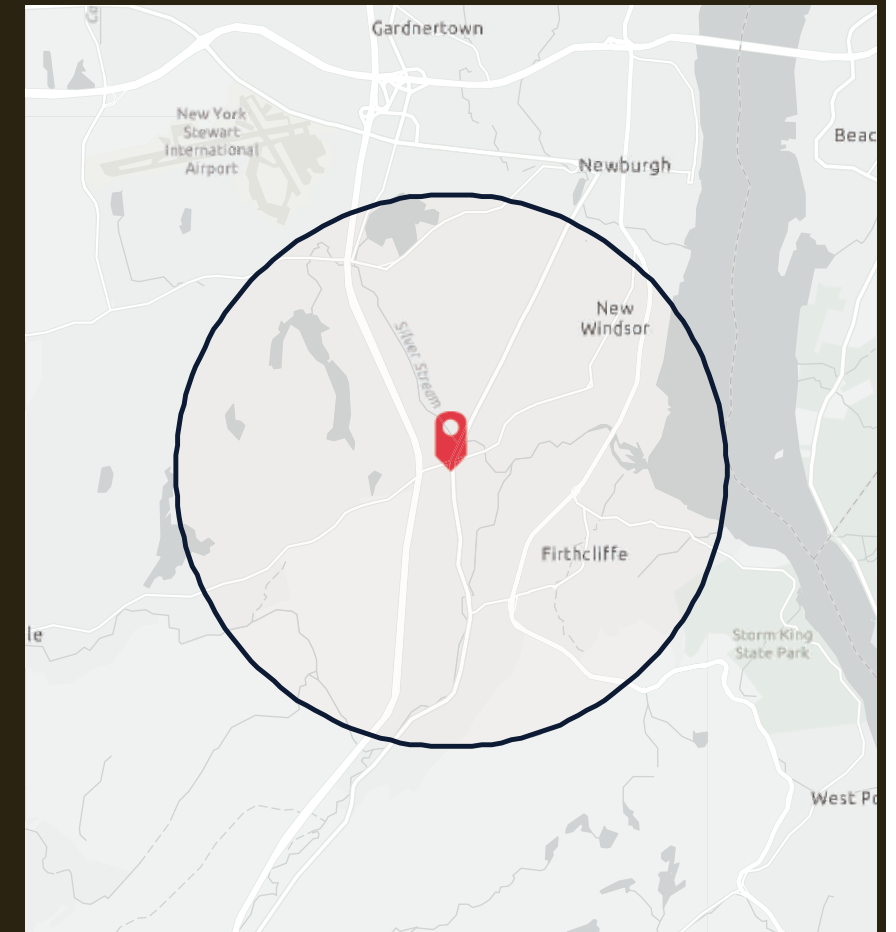 Gardnertown
New York
Stewart
International
Airport
Beac
Newburgh
New
Windsor
Silver Stream
Firthcliffe
le
Storm King
State Park
West Po